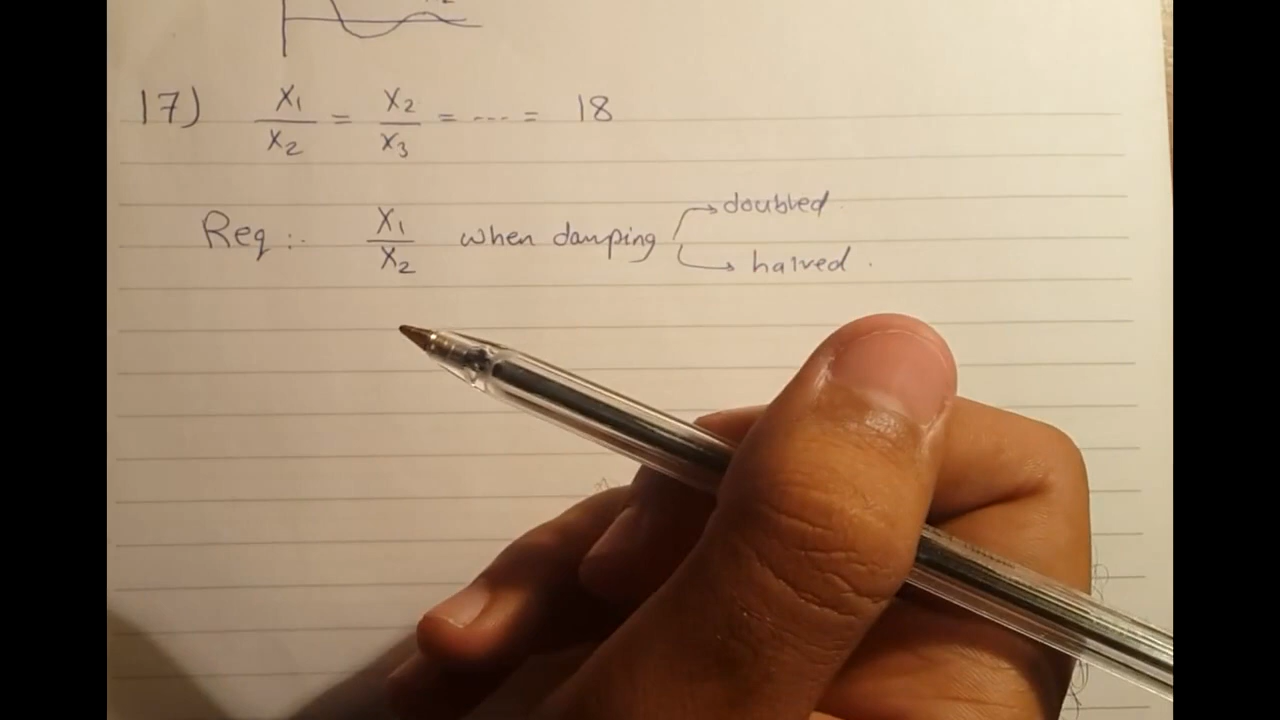 17) X1/X2 = X2/X3 = --- = 18
Req :- X1/X2 when damping → doubled
→ halved.